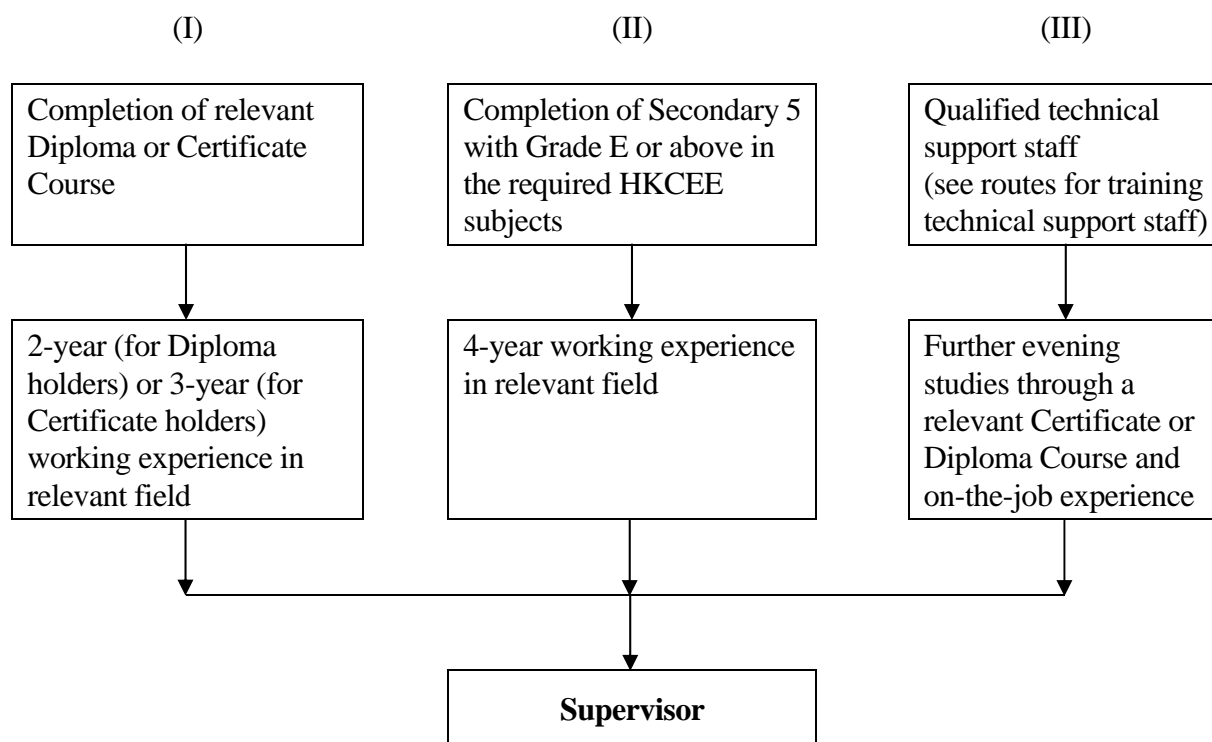 (I)
(II)
(III)
Completion of relevant
Diploma or Certificate
Course
Completion of Secondary 5
with Grade E or above in
the required HKCEE
subjects
Qualified technical
support staff
(see routes for training
technical support staff)
2-year (for Diploma
holders) or 3-year (for
Certificate holders)
working experience in
relevant field
4-year working experience
in relevant field
Further evening
studies through a
relevant Certificate or
Diploma Course and
on-the-job experience
Supervisor